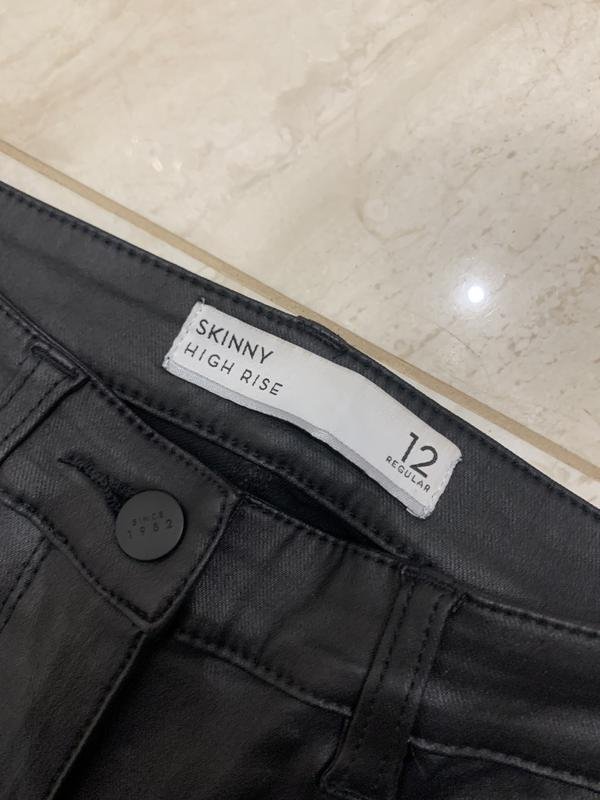 SKINNY
HIGH RISE
12
REGULAR
SINCE
1982